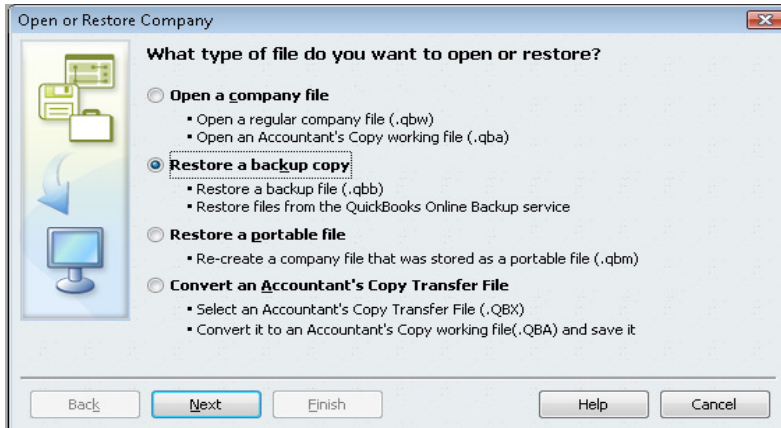 Open or Restore Company
What type of file do you want to open or restore?
Open a company file
▪ Open a regular company file (.qbw)
▪ Open an Accountant's Copy working file (.qba)
Restore a backup copy
▪ Restore a backup file (.qbb)
▪ Restore files from the QuickBooks Online Backup service
Restore a portable file
▪ Re-create a company file that was stored as a portable file (.qbm)
Convert an Accountant's Copy Transfer File
▪ Select an Accountant's Copy Transfer File (.QBX)
▪ Convert it to an Accountant's Copy working file(.QBA) and save it
Back Next Finish Help Cancel